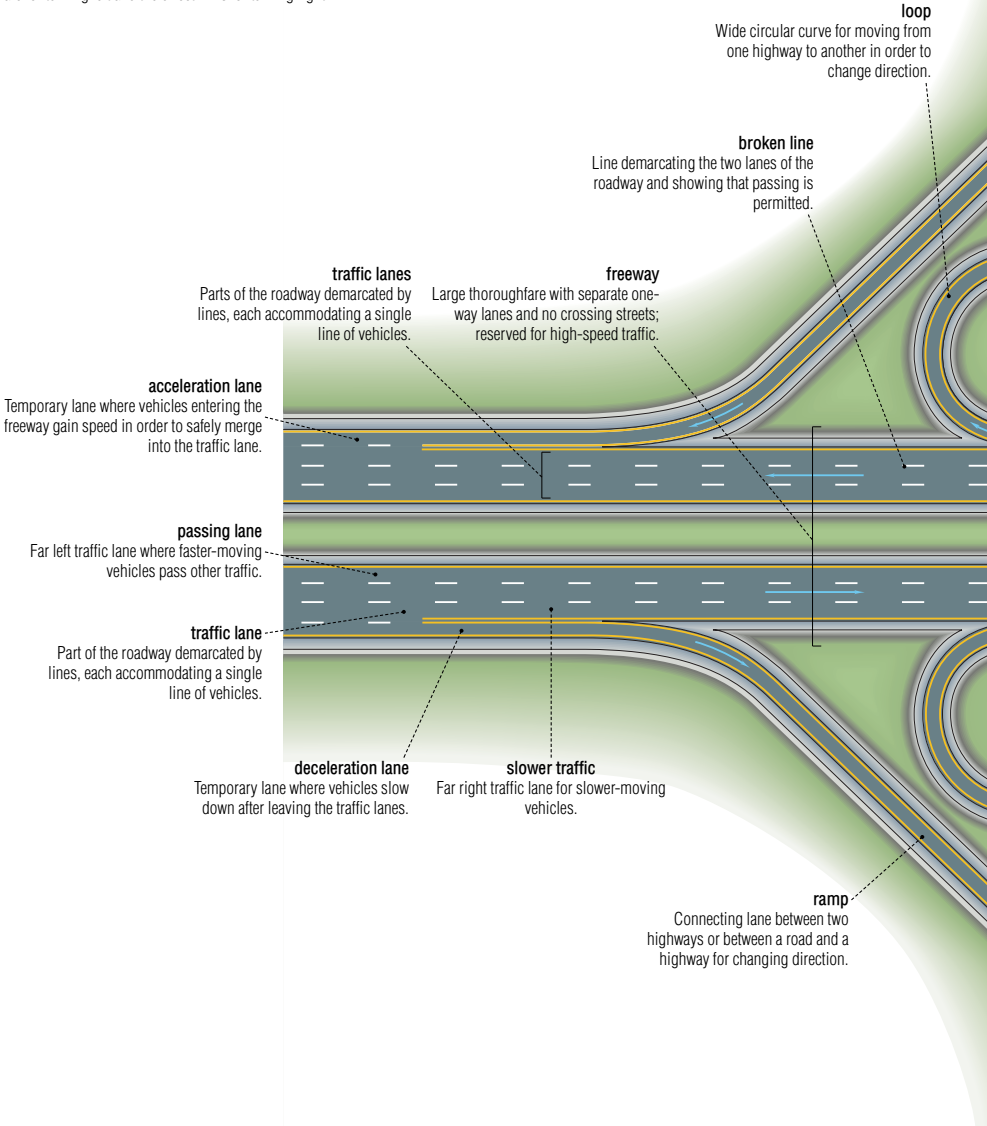 loop
Wide circular curve for moving from
one highway to another in order to
change direction.
broken line
Line demarcating the two lanes of the
roadway and showing that passing is
permitted.
traffic lanes
Parts of the roadway demarcated by
lines, each accommodating a single
line of vehicles.
freeway
Large thoroughfare with separate one-
way lanes and no crossing streets;
reserved for high-speed traffic.
acceleration lane
Temporary lane where vehicles entering the
freeway gain speed in order to safely merge
into the traffic lane.
passing lane
Far left traffic lane where faster-moving
vehicles pass other traffic.
traffic lane
Part of the roadway demarcated by
lines, each accommodating a single
line of vehicles.
deceleration lane
Temporary lane where vehicles slow
down after leaving the traffic lanes.
slower traffic
Far right traffic lane for slower-moving
vehicles.
ramp
Connecting lane between two
highways or between a road and a
highway for changing direction.